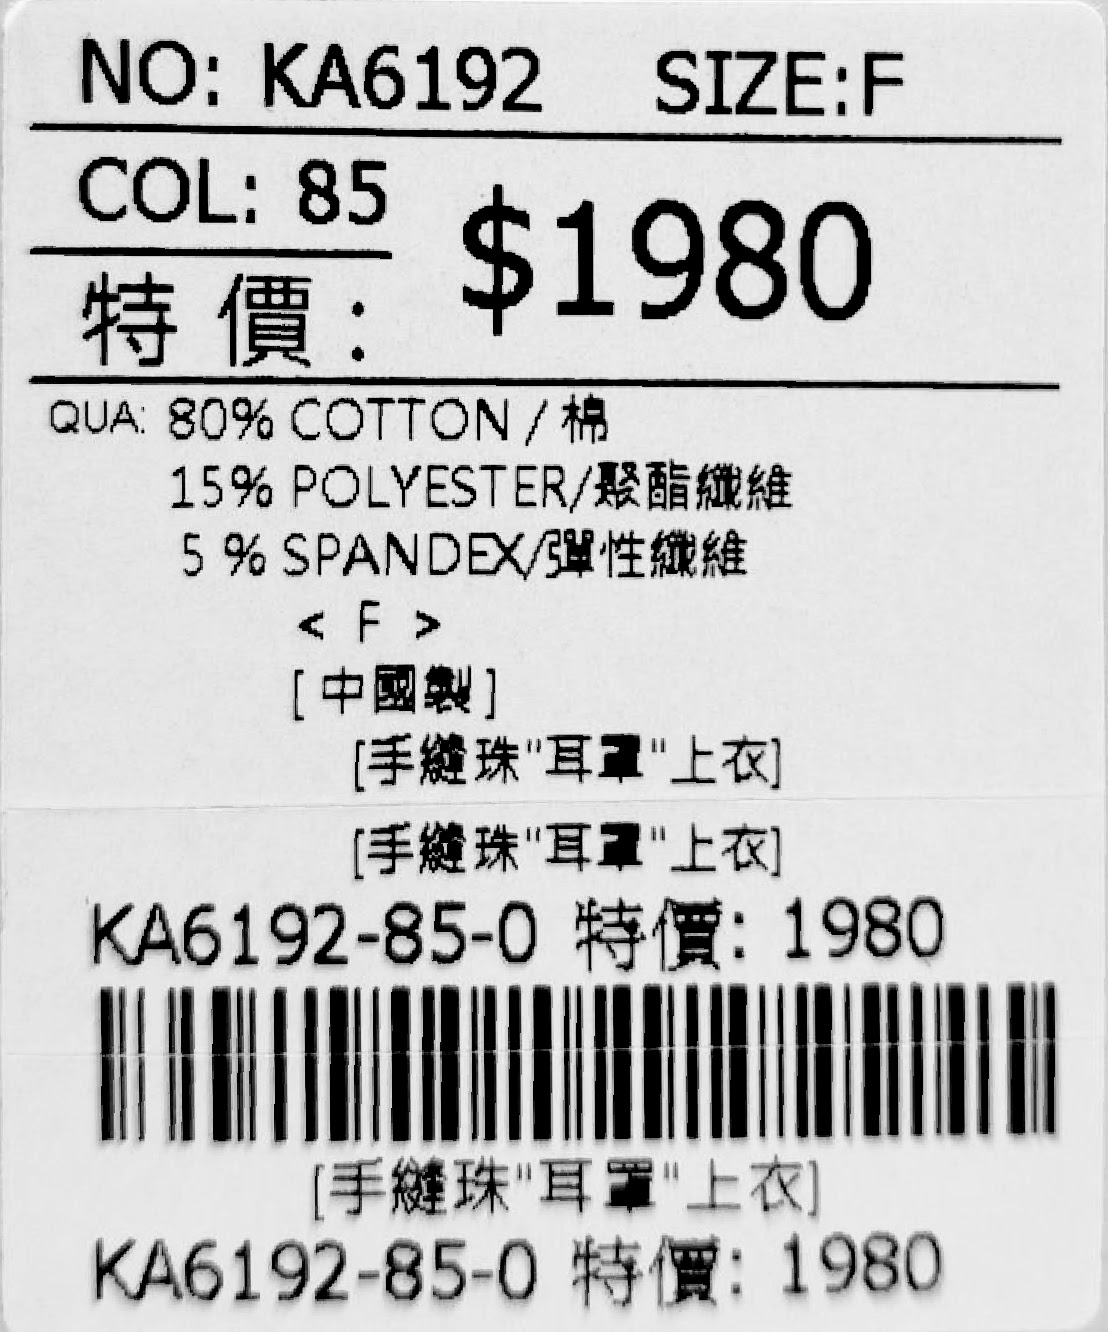 NO: KA6192 SIZE:F
COL: 85
$1980
特價:
QUA: 80% COTTON / 棉
15% POLYESTER/聚酯纖維
5 % SPANDEX/彈性纖維
< F >
[中國製]
[手縫珠"耳罩"上衣]
[手縫珠"耳罩"上衣]
KA6192-85-0 特價: 1980
[手縫珠"耳罩"上衣]
KA6192-85-0 特價: 1980